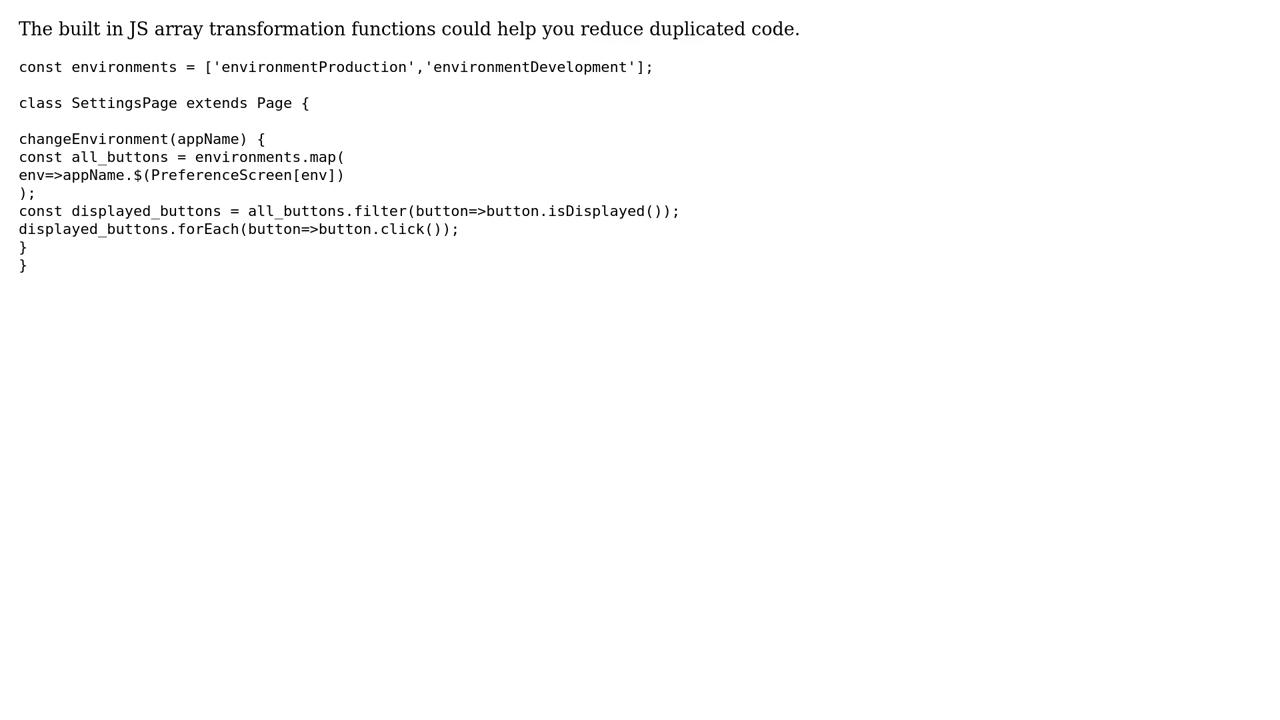 The built in JS array transformation functions could help you reduce duplicated code.
const environments = ['environmentProduction','environmentDevelopment'];
class SettingsPage extends Page {
changeEnvironment(appName) {
const all_buttons = environments.map(
env=>appName.$(PreferenceScreen[env])
);
const displayed_buttons = all_buttons.filter(button=>button.isDisplayed());
displayed_buttons.forEach(button=>button.click());
}
}